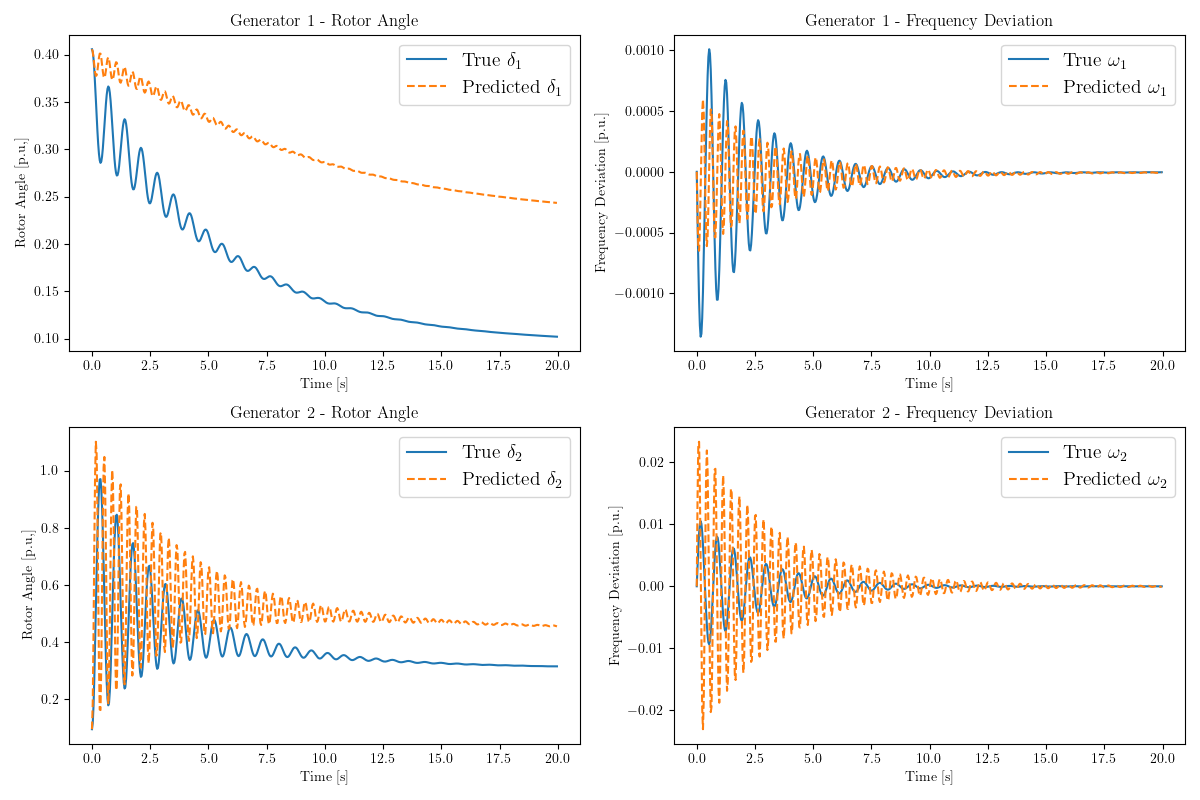 Generator 1 - Rotor Angle
True δ1
Predicted δ1
Rotor Angle [p.u,]
0.40
0.35
0.30
0.25
0.20
0.15
0.10
0.0 2.5 5.0 7.5 10.0 12.5 15.0 17.5 20.0
Time [s]
Generator 1 - Frequency Deviation
True ω1
Predicted ω1
Frequency Deviation [p.u.]
0.0010
0.0005
0.0000
−0.0005
−0.0010
0.0 2.5 5.0 7.5 10.0 12.5 15.0 17.5 20.0
Time [s]
Generator 2 - Rotor Angle
True δ2
Predicted δ2
Rotor Angle [p.u,]
1.0
0.8
0.6
0.4
0.2
0.0 2.5 5.0 7.5 10.0 12.5 15.0 17.5 20.0
Time [s]
Generator 2 - Frequency Deviation
True ω2
Predicted ω2
Frequency Deviation [p.u.]
0.02
0.01
0.00
−0.01
−0.02
0.0 2.5 5.0 7.5 10.0 12.5 15.0 17.5 20.0
Time [s]